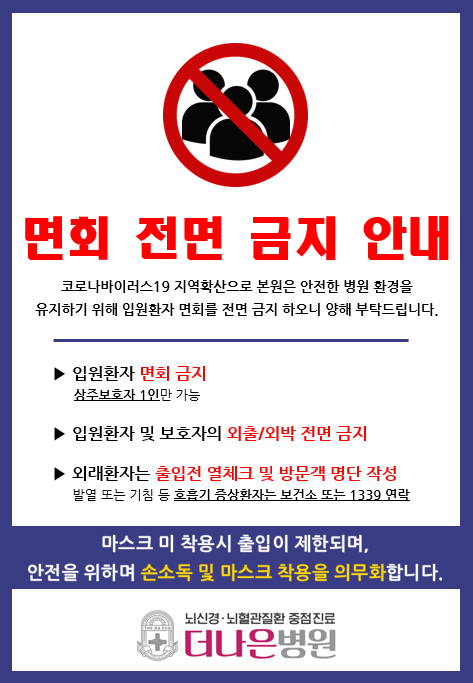 면회 전면 금지 안내
코로나바이러스19 지역확산으로 본원은 안전한 병원 환경을
유지하기 위해 입원환자 면회를 전면 금지 하오니 양해 부탁드립니다.
▶ 입원환자 면회 금지
상주보호자 1인만 가능
▶ 입원환자 및 보호자의 외출/외박 전면 금지
▶ 외래환자는 출입전 열체크 및 방문객 명단 작성
발열 또는 기침 등 호흡기 증상환자는 보건소 또는 1339 연락
마스크 미 착용시 출입이 제한되며,
안전을 위하며 손소독 및 마스크 착용을 의무화합니다.
뇌신경·뇌혈관질환 중점진료
더나은병원